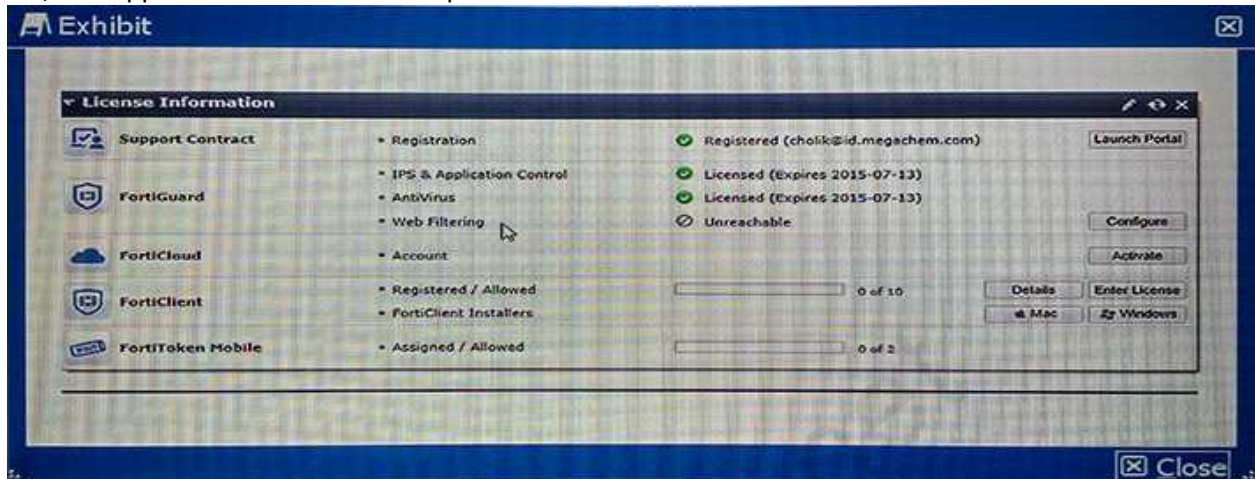 Exhibit
License Information
Support Contract • Registration Registered (cholik@id.megachem.com) Launch Portal
FortiGuard • IPS & Application Control Licensed (Expires 2015-07-13)
• AntiVirus Licensed (Expires 2015-07-13)
• Web Filtering Unreachable Configure
FortiCloud • Account Activate
FortiClient • Registered / Allowed 0 of 10 Details Enter License
• FortiClient Installers Mac Windows
FortiToken Mobile • Assigned / Allowed 0 of 2
Close